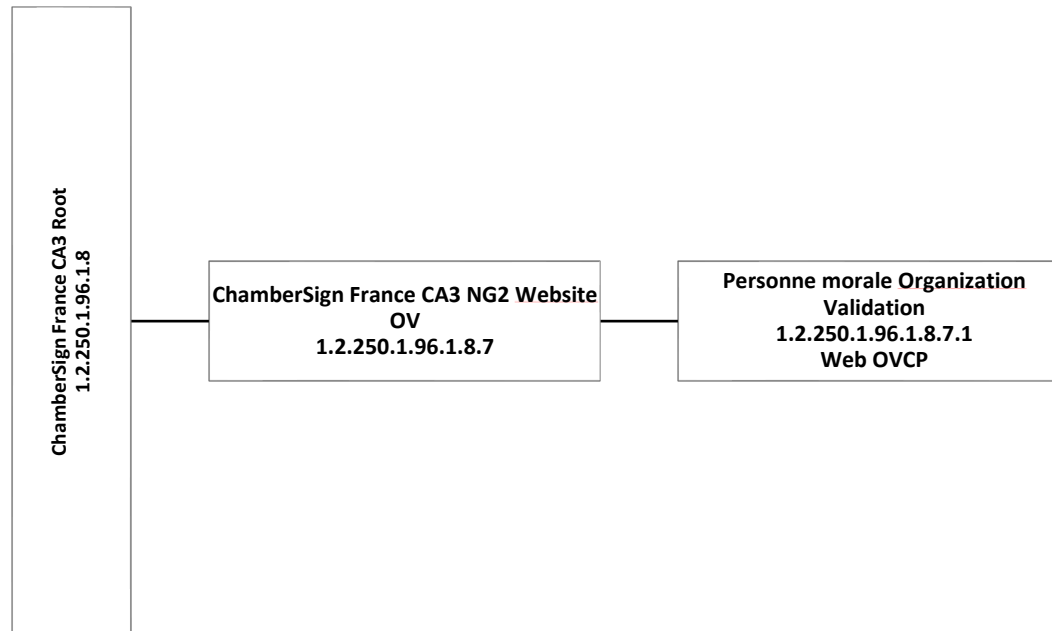 ChamberSign France CA3 Root
1.2.250.1.96.1.8
ChamberSign France CA3 NG2 Website
OV
1.2.250.1.96.1.8.7
Personne morale Organization
Validation
1.2.250.1.96.1.8.7.1
Web OVCP